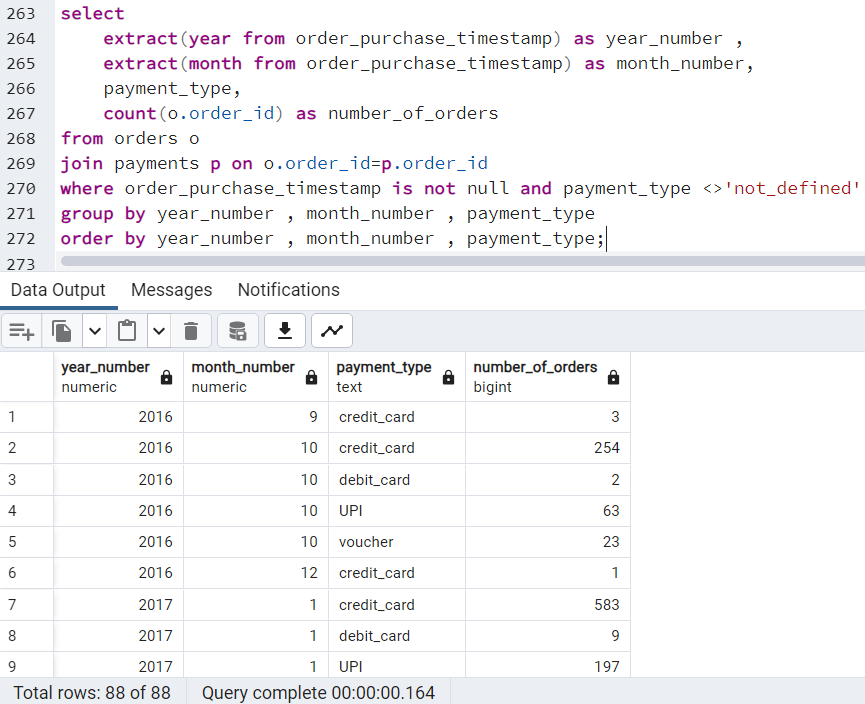 263 select
264 extract(year from order_purchase_timestamp) as year_number ,
265 extract(month from order_purchase_timestamp) as month_number,
266 payment_type,
267 count(o.order_id) as number_of_orders
268 from orders o
269 join payments p on o.order_id=p.order_id
270 where order_purchase_timestamp is not null and payment_type <>'not_defined'
271 group by year_number , month_number , payment_type
272 order by year_number , month_number , payment_type;
273
Data Output Messages Notifications
year_number month_number payment_type number_of_orders
numeric numeric text bigint
1 2016 9 credit_card 3
2 2016 10 credit_card 254
3 2016 10 debit_card 2
4 2016 10 UPI 63
5 2016 10 voucher 23
6 2016 12 credit_card 1
7 2017 1 credit_card 583
8 2017 1 debit_card 9
9 2017 1 UPI 197
Total rows: 88 of 88 Query complete 00:00:00.164